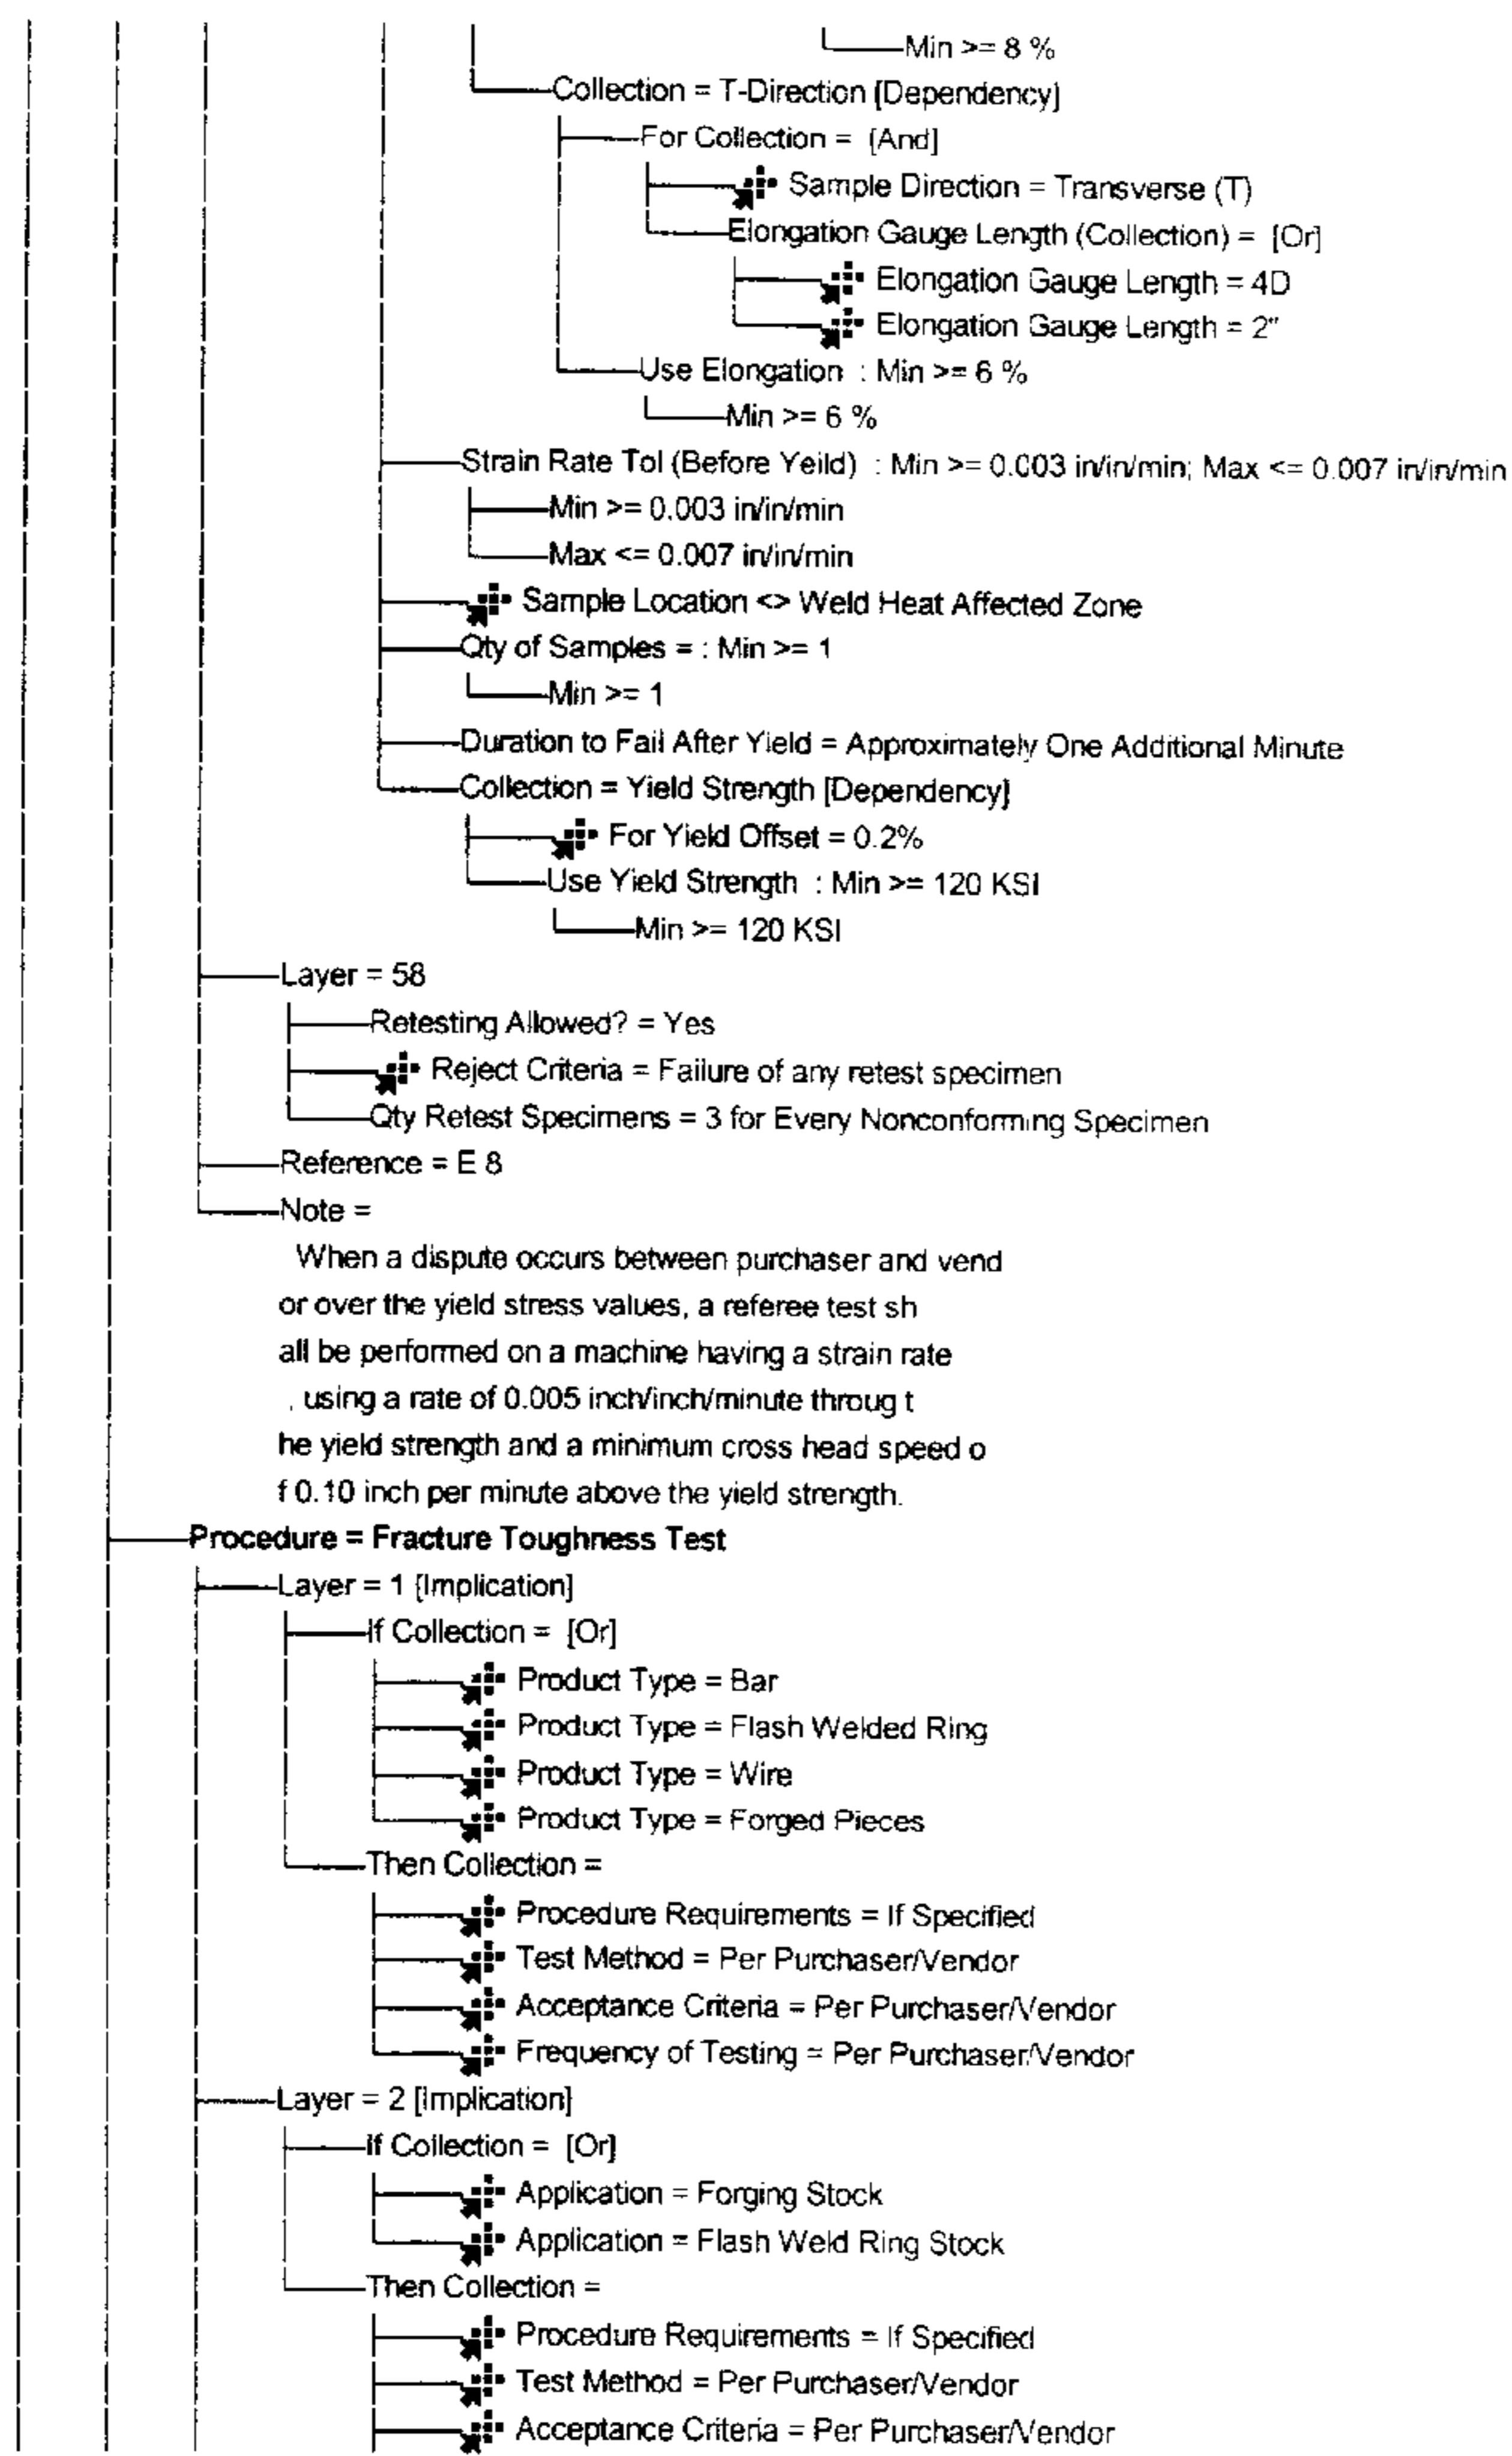 Min >= 8 %
Collection = T-Direction [Dependency]
For Collection = [And]
Sample Direction = Transverse (T)
Elongation Gauge Length (Collection) = [Or]
Elongation Gauge Length = 4D
Elongation Gauge Length = 2"
Use Elongation : Min >= 6 %
Min >= 6 %
Strain Rate Tol (Before Yeild) : Min >= 0.003 in/in/min; Max <= 0.007 in/in/min
Min >= 0.003 in/in/min
Max <= 0.007 in/in/min
Sample Location <> Weld Heat Affected Zone
Qty of Samples = : Min >= 1
Min >= 1
Duration to Fail After Yield = Approximately One Additional Minute
Collection = Yield Strength [Dependency]
For Yield Offset = 0.2%
Use Yield Strength : Min >= 120 KSI
Min >= 120 KSI
Layer = 58
Retesting Allowed? = Yes
Reject Criteria = Failure of any retest specimen
Qty Retest Specimens = 3 for Every Nonconforming Specimen
Reference = E 8
Note =
When a dispute occurs between purchaser and vend
or over the yield stress values, a referee test sh
all be performed on a machine having a strain rate
, using a rate of 0.005 inch/inch/minute throug t
he yield strength and a minimum cross head speed o
f 0.10 inch per minute above the yield strength.
Procedure = Fracture Toughness Test
Layer = 1 [Implication]
If Collection = [Or]
Product Type = Bar
Product Type = Flash Welded Ring
Product Type = Wire
Product Type = Forged Pieces
Then Collection =
Procedure Requirements = If Specified
Test Method = Per Purchaser/Vendor
Acceptance Criteria = Per Purchaser/Vendor
Frequency of Testing = Per Purchaser/Vendor
Layer = 2 [Implication]
If Collection = [Or]
Application = Forging Stock
Application = Flash Weld Ring Stock
Then Collection =
Procedure Requirements = If Specified
Test Method = Per Purchaser/Vendor
Acceptance Criteria = Per Purchaser/Vendor